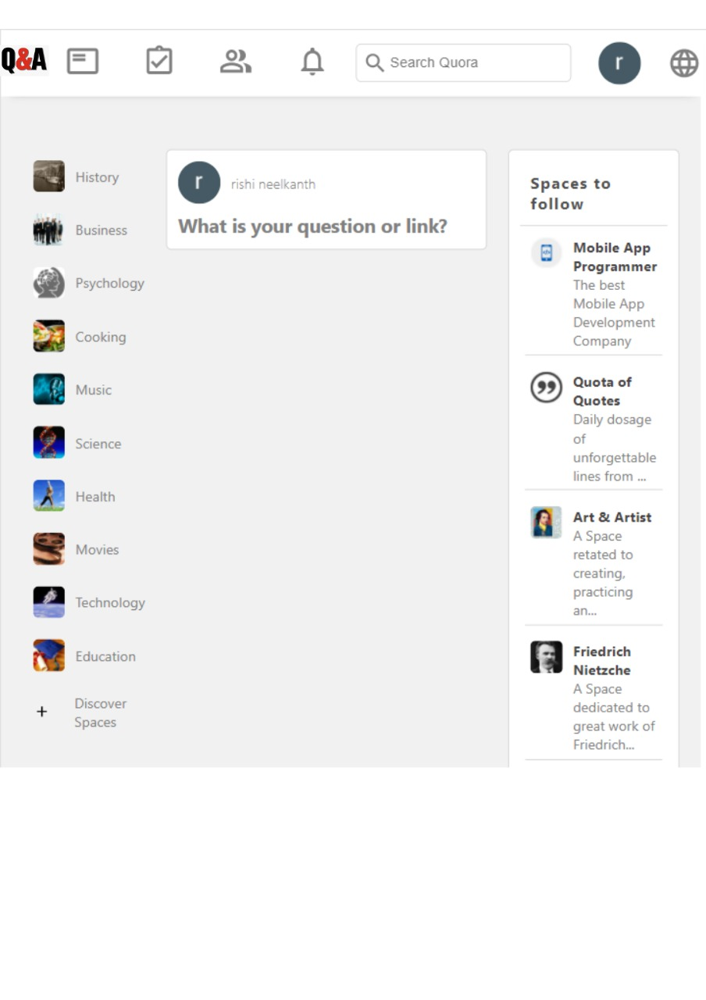 Q&A
Search Quora
r
History
Business
Psychology
Cooking
Music
Science
Health
Movies
Technology
Education
+ Discover
Spaces
r
rishi neelkanth
What is your question or link?
Spaces to
follow
Mobile App
Programmer
The best
Mobile App
Development
Company
Quota of
Quotes
Daily dosage
of
unforgettable
lines from ...
Art & Artist
A Space
retated to
creating,
practicing
an...
Friedrich
Nietzche
A Space
dedicated to
great work of
Friedrich...